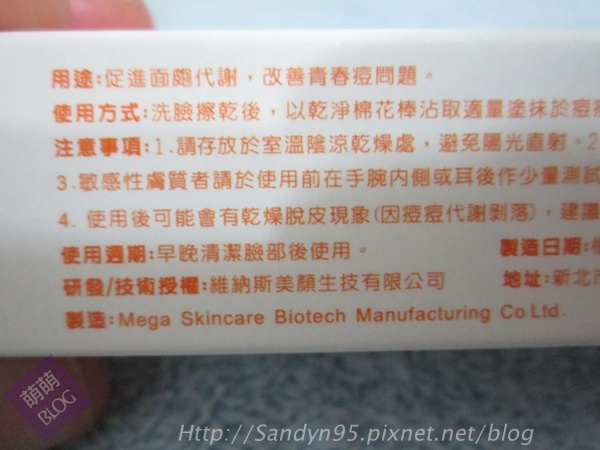 用途:促進面皰代謝，改善青春痘問題。
使用方式:洗臉擦乾後，以乾淨棉花棒沾取適量塗抹於痘痘
注意事項:1.請存放於室溫陰涼乾燥處，避免陽光直射。2
3.敏感性膚質者請於使用前在手腕內側或耳後作少量測試
4. 使用後可能會有乾燥脫皮現象(因痘痘代謝剝落)，建議
使用週期:早晚清潔臉部後使用。 製造日期:標
研發/技術授權:維納斯美顏生技有限公司 地址:新北市
製造:Mega Skincare Biotech Manufacturing Co Ltd.
萌萌
BLOG
Http://Sandyn95.pixnet.net/blog